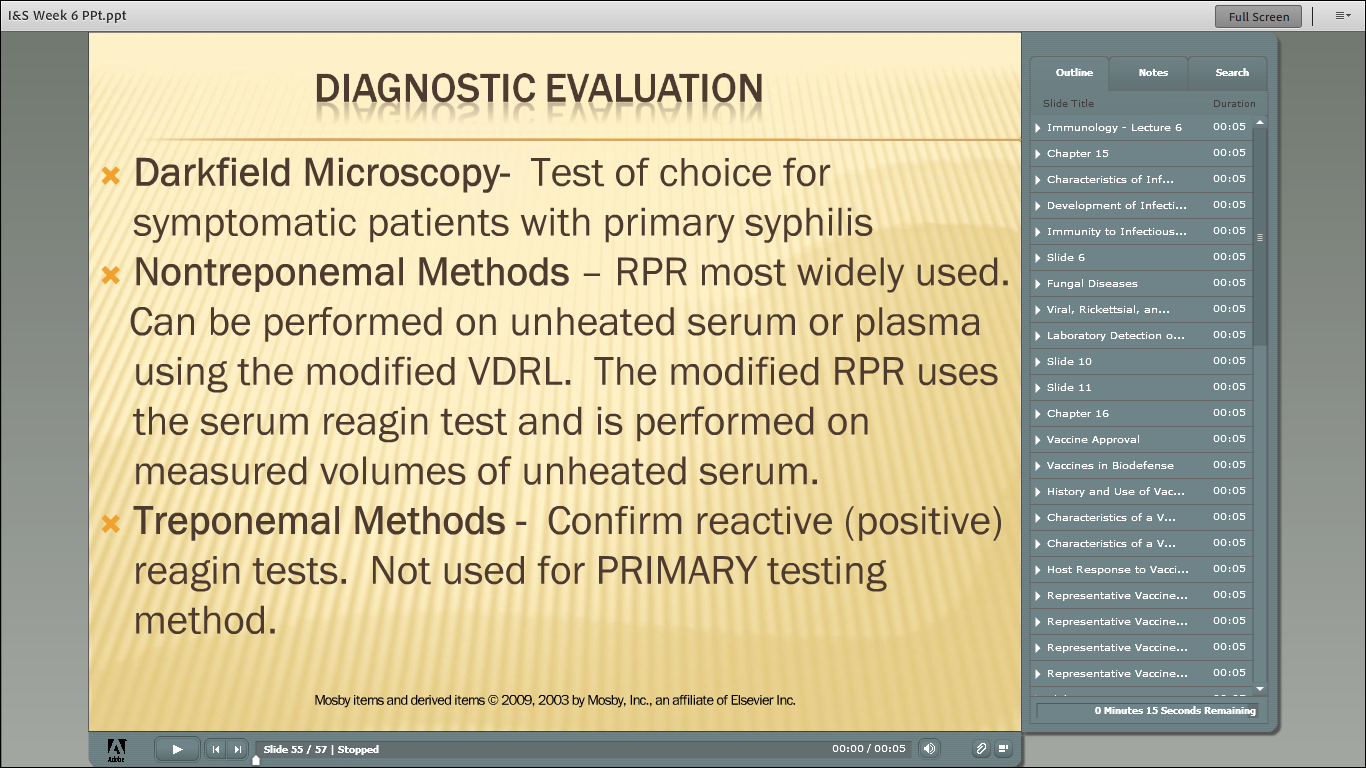 I&S Week 6 PPt.ppt
Full Screen
DIAGNOSTIC EVALUATION
Darkfield Microscopy- Test of choice for
symptomatic patients with primary syphilis
Nontreponemal Methods – RPR most widely used.
Can be performed on unheated serum or plasma
using the modified VDRL. The modified RPR uses
the serum reagin test and is performed on
measured volumes of unheated serum.
Treponemal Methods - Confirm reactive (positive)
reagin tests. Not used for PRIMARY testing
method.
Mosby items and derived items © 2009, 2003 by Mosby, Inc., an affiliate of Elsevier Inc.
Outline Notes Search
Slide Title Duration
Immunology - Lecture 6 00:05
Chapter 15 00:05
Characteristics of Inf... 00:05
Development of Infecti... 00:05
Immunity to Infectious... 00:05
Slide 6 00:05
Fungal Diseases 00:05
Viral, Rickettsial, an... 00:05
Laboratory Detection o... 00:05
Slide 10 00:05
Slide 11 00:05
Chapter 16 00:05
Vaccine Approval 00:05
Vaccines in Biodefense 00:05
History and Use of Vac... 00:05
Characteristics of a V... 00:05
Characteristics of a V... 00:05
Host Response to Vacci... 00:05
Representative Vaccine... 00:05
Representative Vaccine... 00:05
Representative Vaccine... 00:05
Representative Vaccine... 00:05
0 Minutes 15 Seconds Remaining
Adobe
Slide 55 / 57 | Stopped 00:00 / 00:05